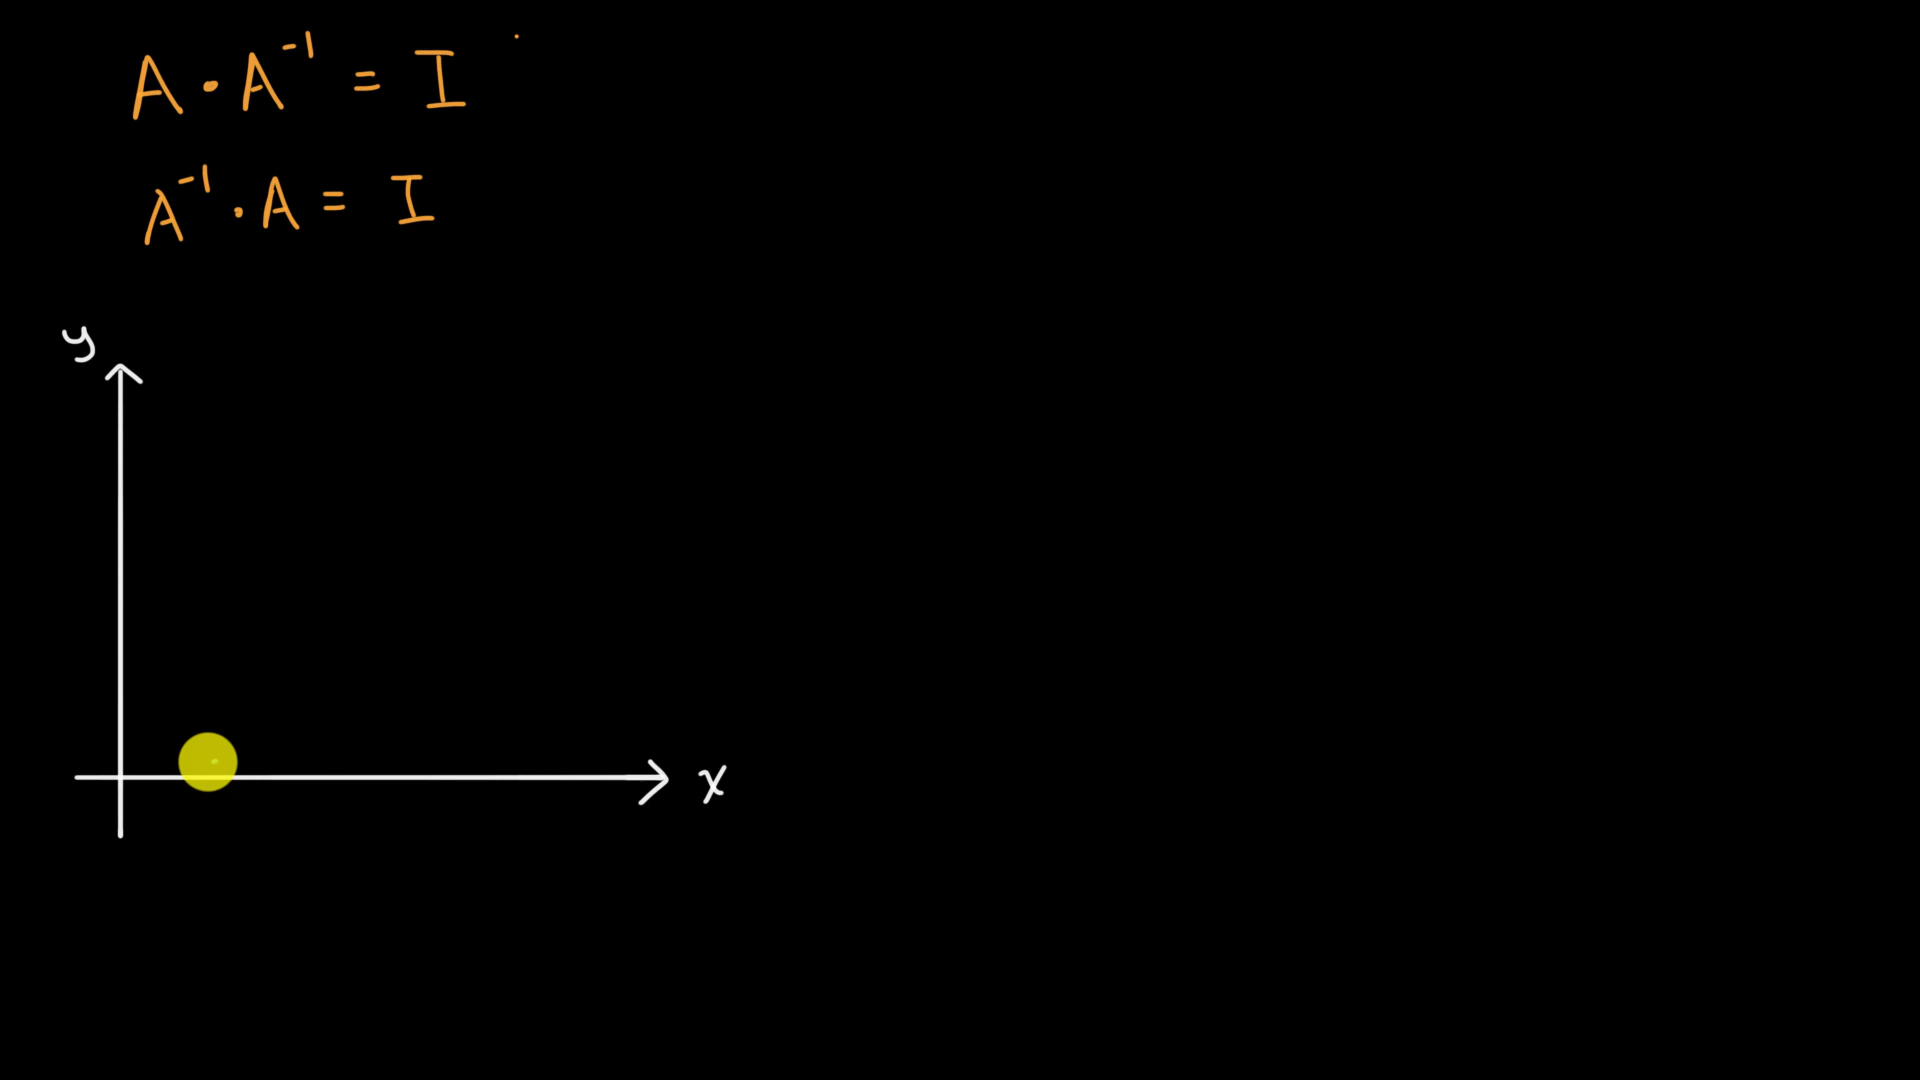 A · A⁻¹ = I
A⁻¹ · A = I
y
x